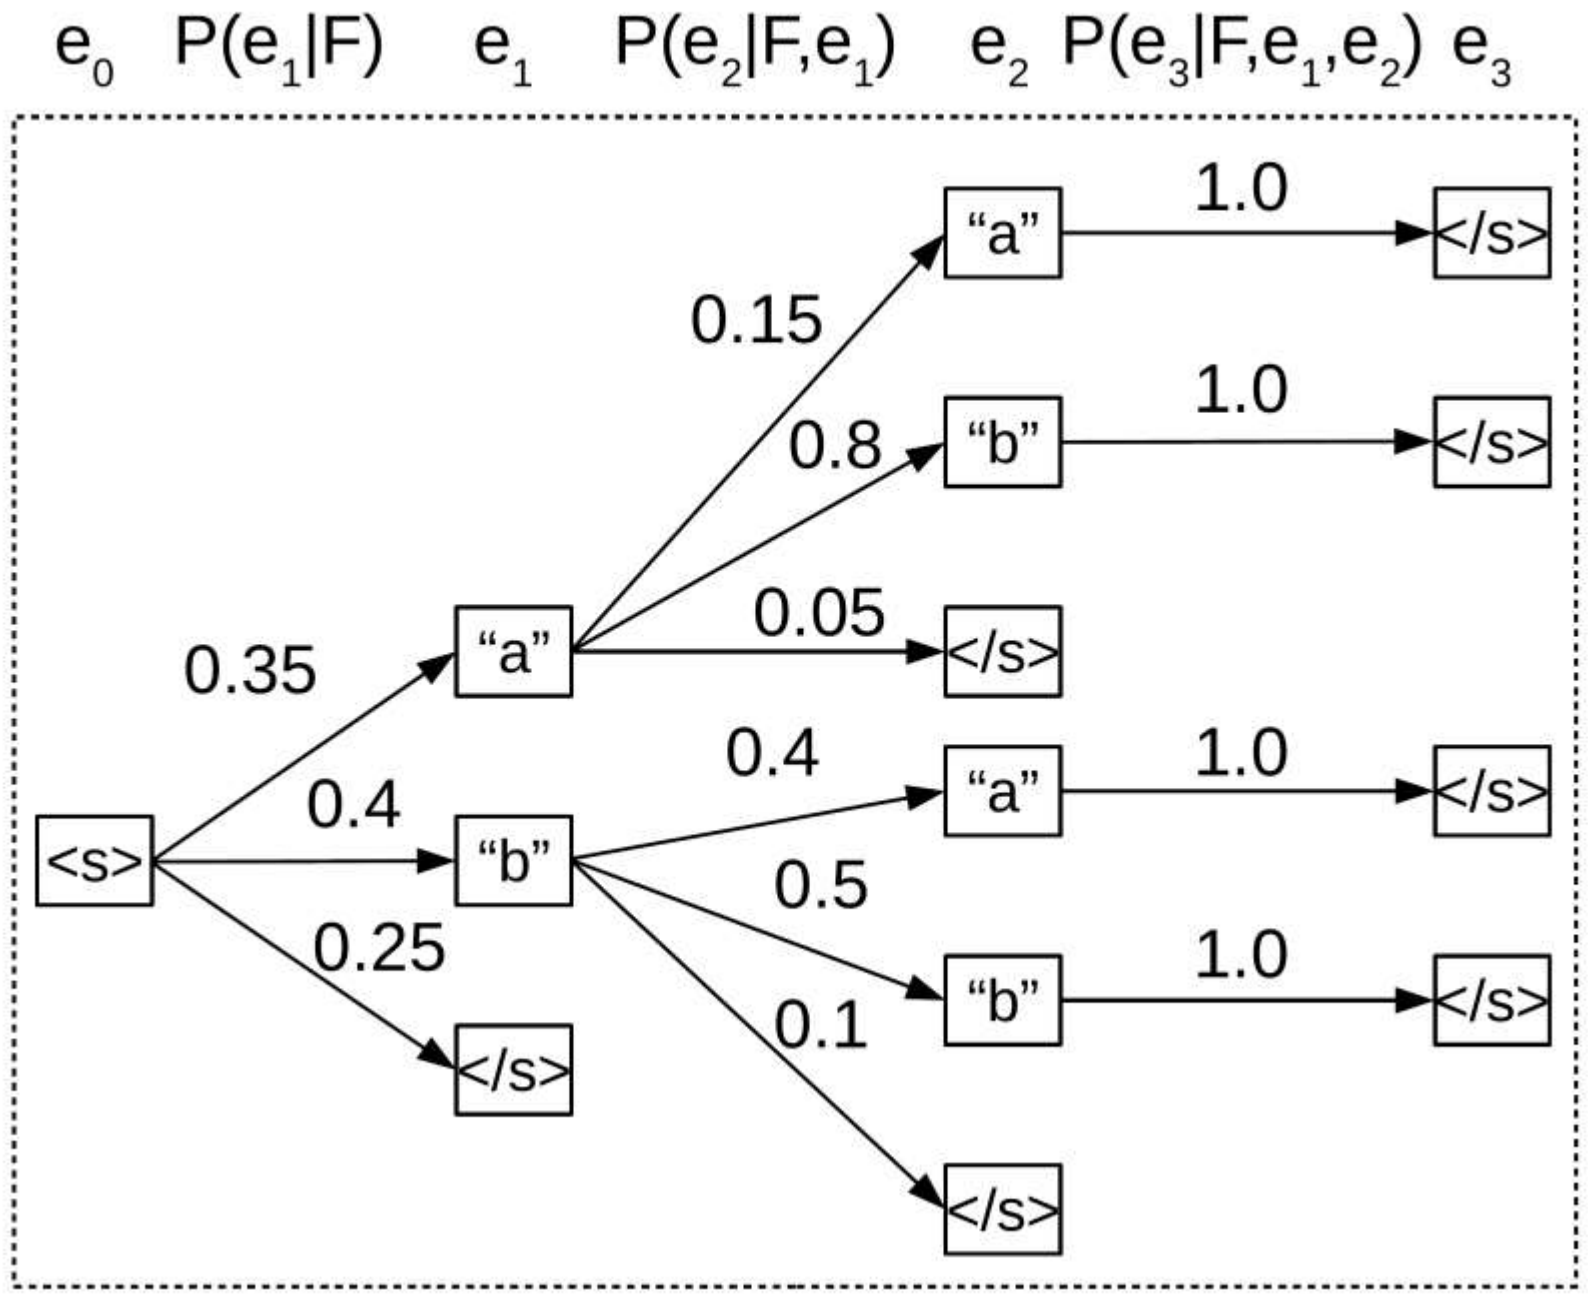 e0 P(e1|F) e1 P(e2|F,e1) e2 P(e3|F,e1,e2) e3
“a” 1.0 </s>
0.15
“b” 1.0 </s>
0.8
0.05
“a” </s>
0.35
0.4 “a” 1.0 </s>
0.4
<s> “b”
0.5
0.25
“b” 1.0 </s>
0.1
</s>
</s>